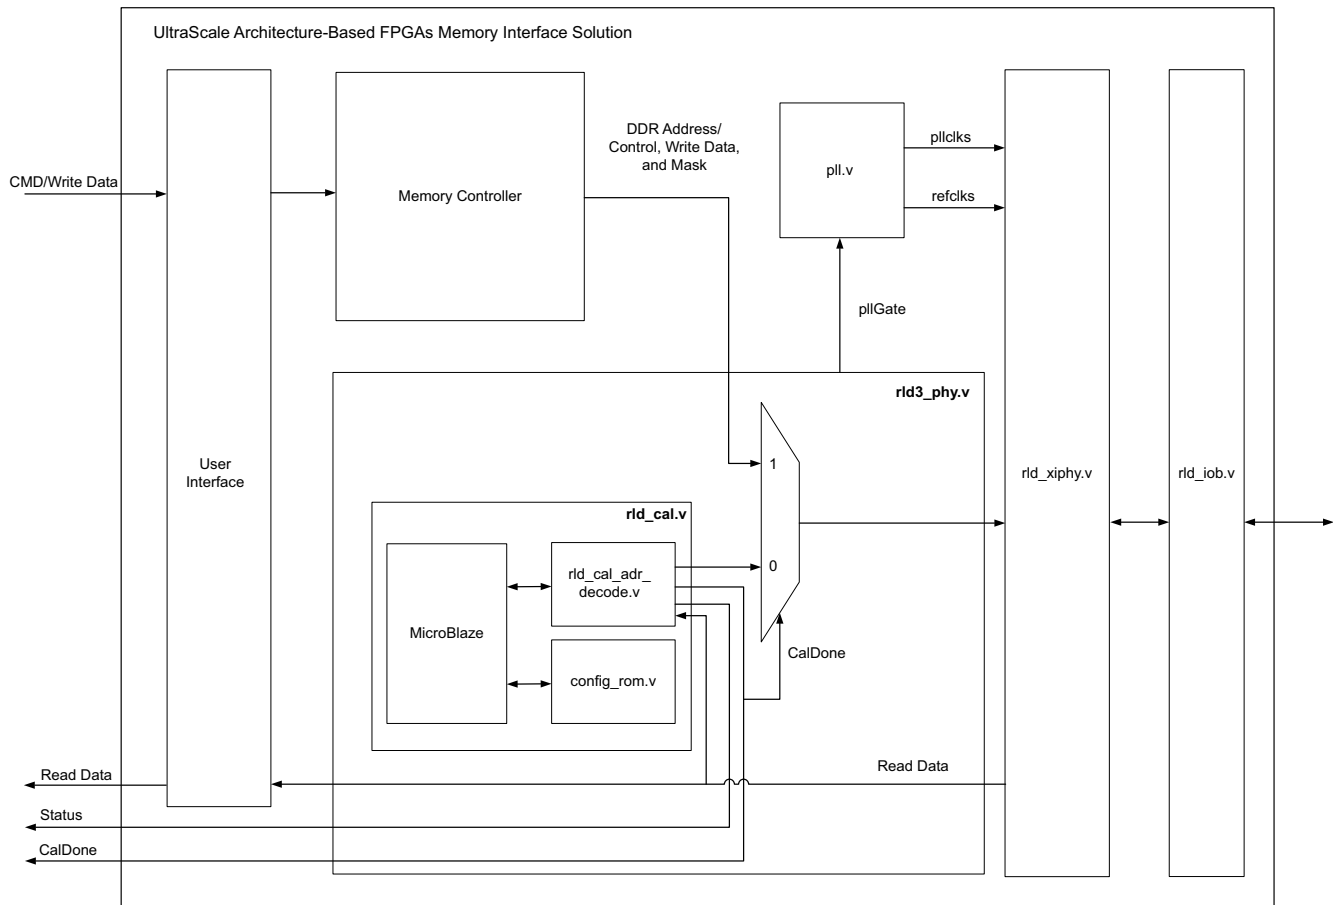 UltraScale Architecture-Based FPGAs Memory Interface Solution
DDR Address/
Control, Write Data,
and Mask
pllclks
pll.v
CMD/Write Data
Memory Controller
refclks
pllGate
rld3_phy.v
User
Interface
1
rld_xiphy.v
rld_iob.v
rld_cal.v
0
rld_cal_adr_
decode.v
MicroBlaze
CalDone
config_rom.v
Read Data
Read Data
Status
CalDone